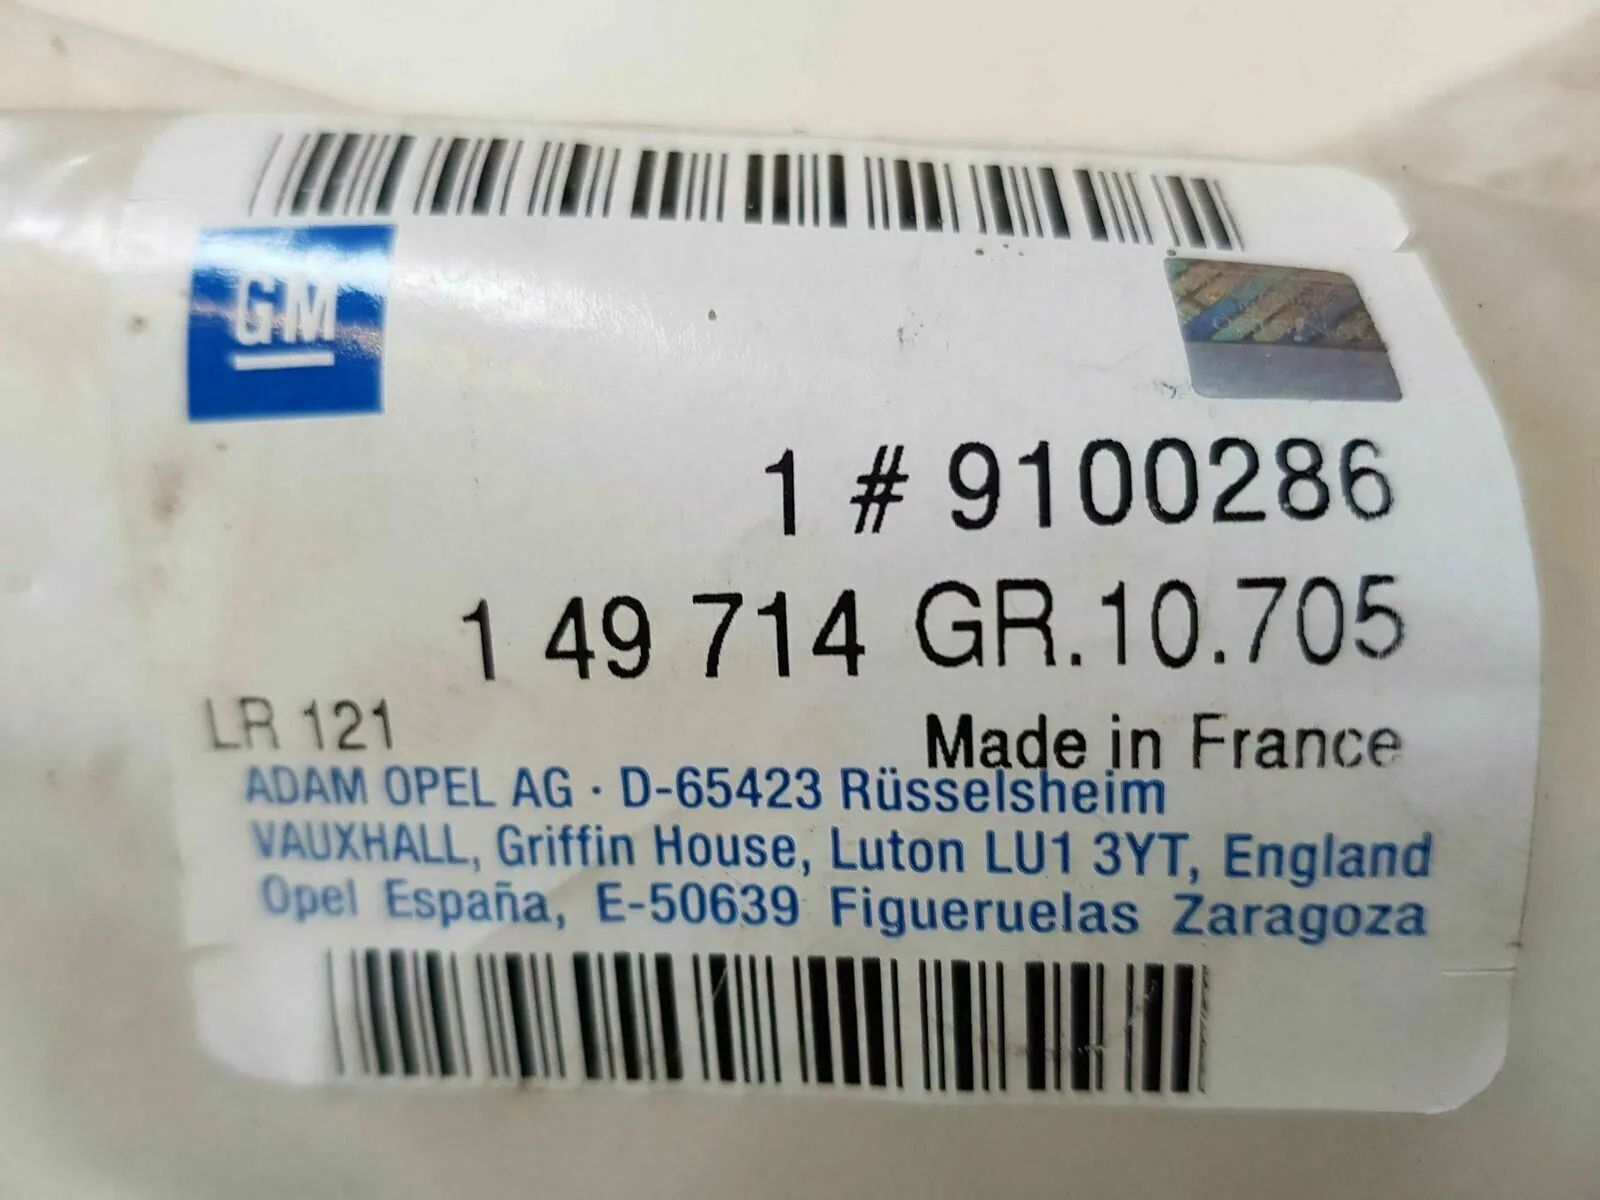 GM
1 # 9100286
1 49 714 GR.10.705
LR 121
Made in France
ADAM OPEL AG · D-65423 Rüsselsheim
VAUXHALL, Griffin House, Luton LU1 3YT, England
Opel España, E-50639 Figueruelas Zaragoza